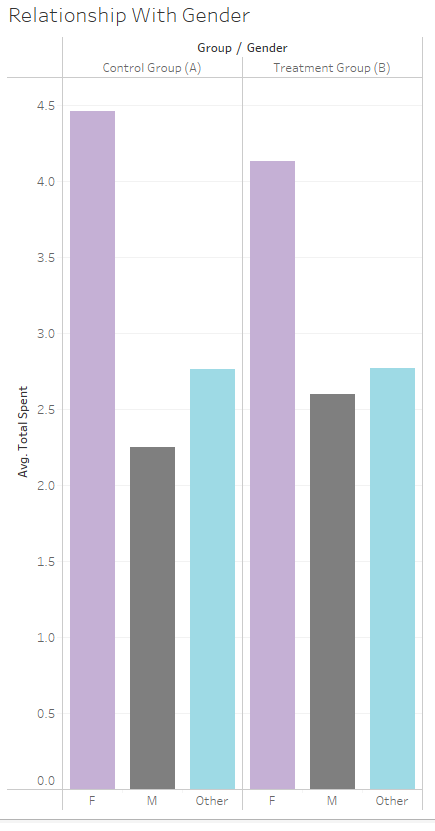 Relationship With Gender
Group / Gender
Control Group (A) Treatment Group (B)
4.5
4.0
3.5
3.0
2.5
2.0
1.5
1.0
0.5
0.0
Avg. Total Spent
F M Other F M Other